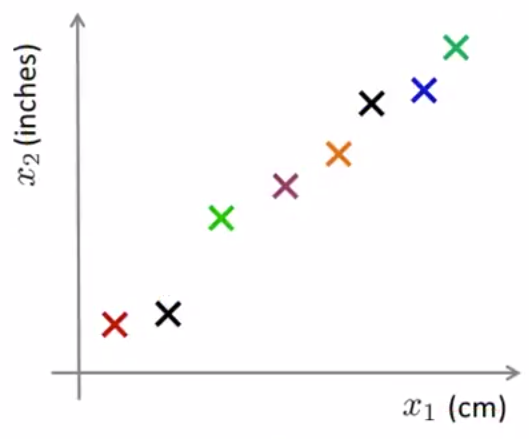 x₂ (inches)
x₁ (cm)